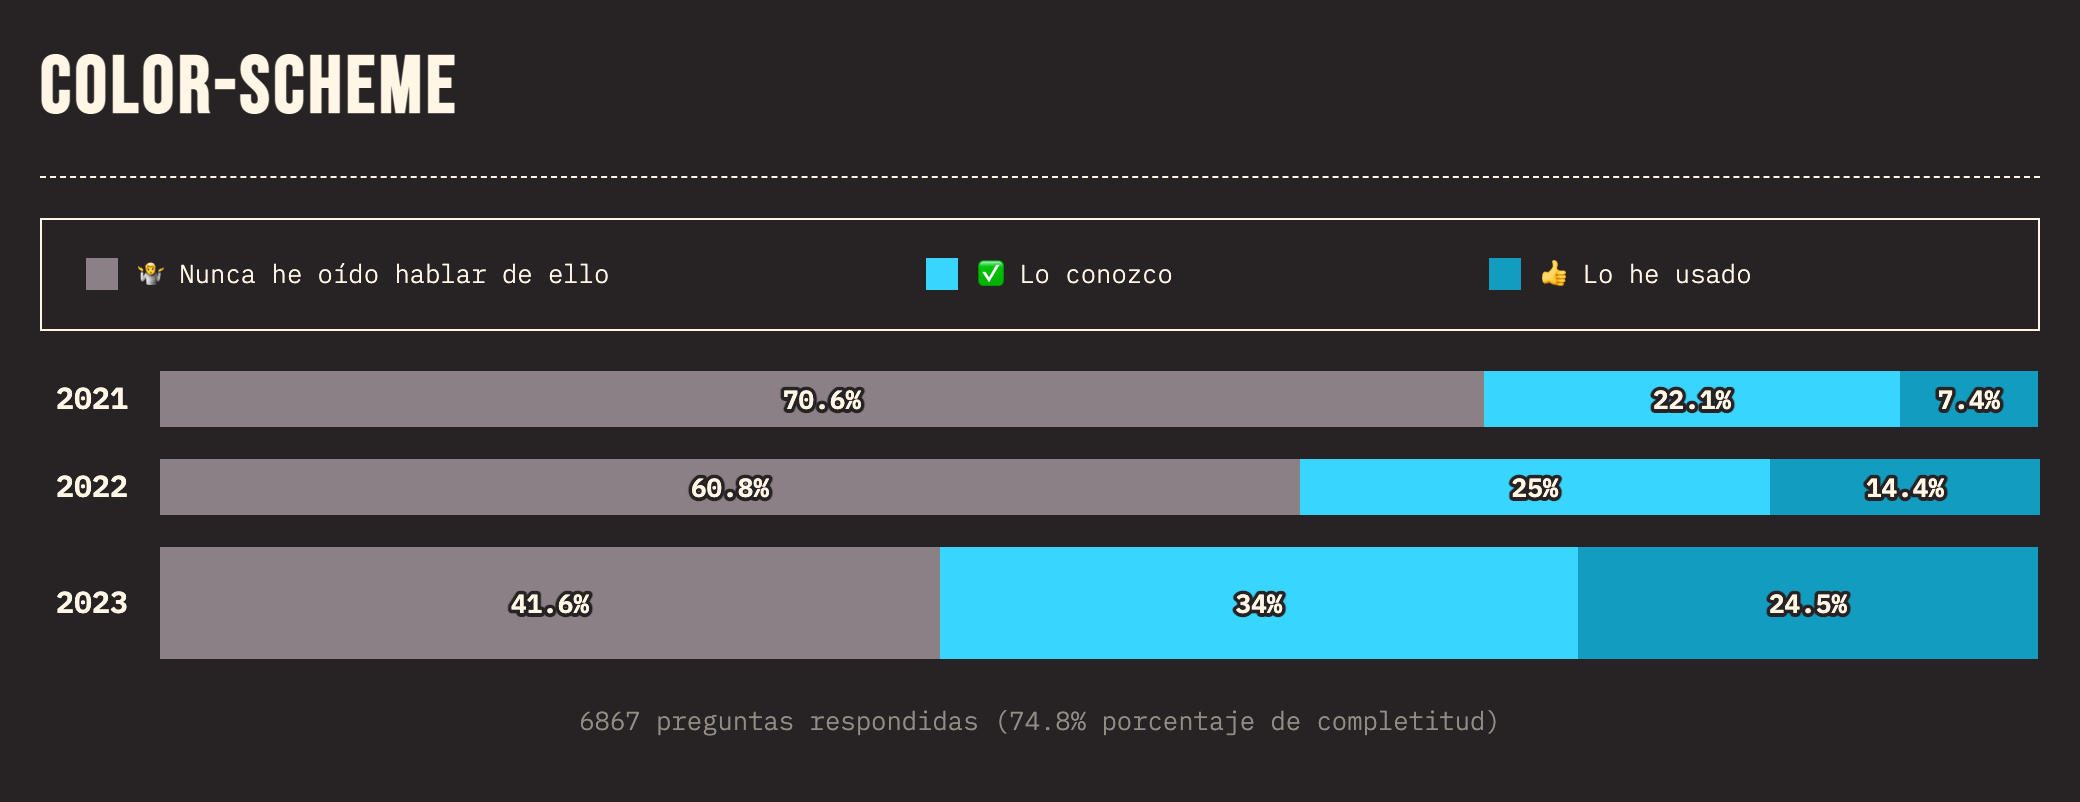 COLOR-SCHEME
🤷 Nunca he oído hablar de ello ✅ Lo conozco 👍 Lo he usado
2021 70.6% 22.1% 7.4%
2022 60.8% 25% 14.4%
2023 41.6% 34% 24.5%
6867 preguntas respondidas (74.8% porcentaje de completitud)